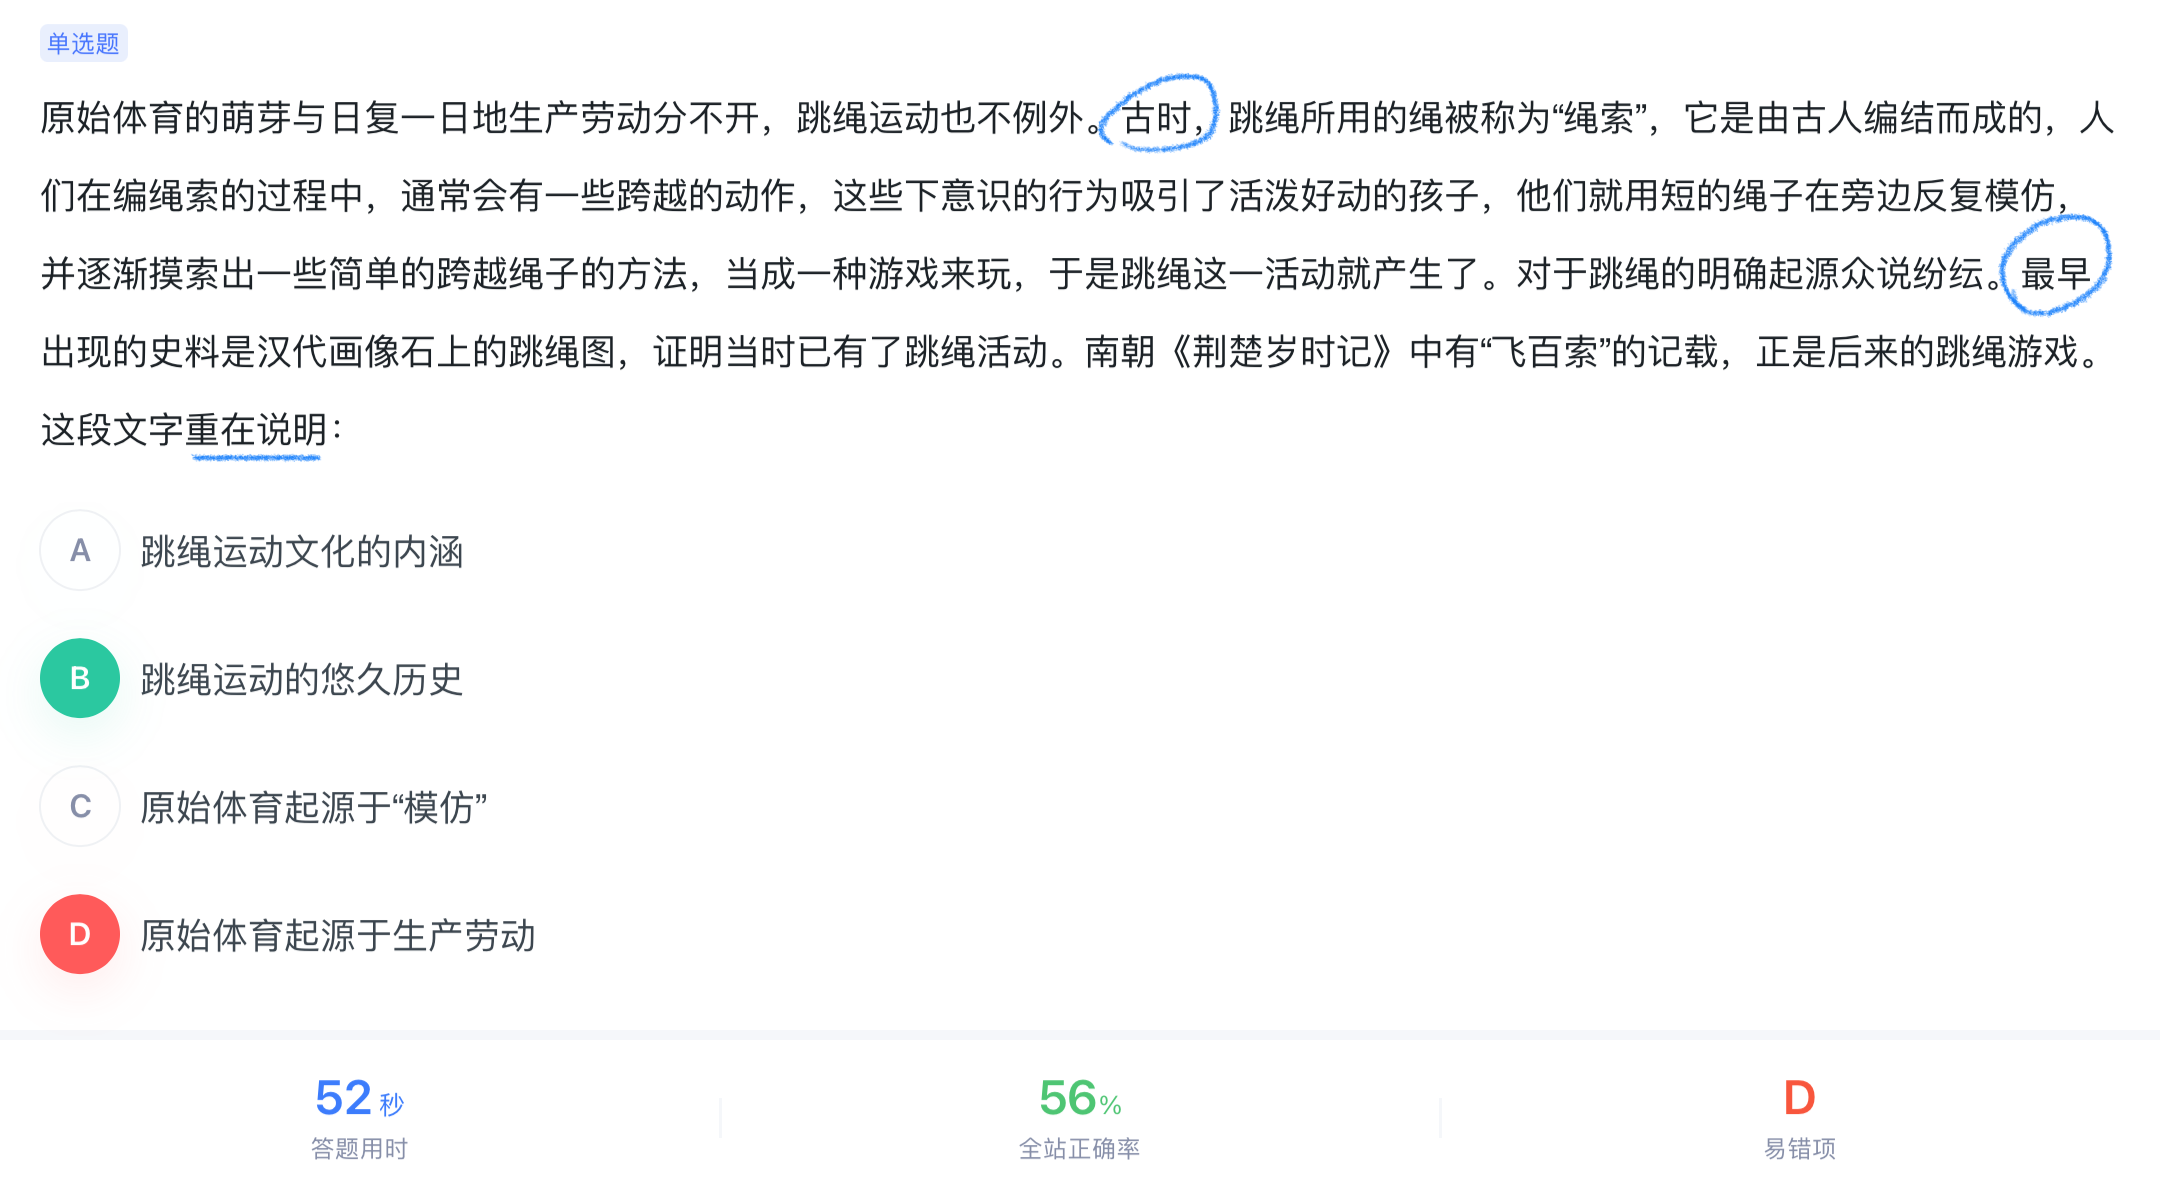 单选题
原始体育的萌芽与日复一日地生产劳动分不开，跳绳运动也不例外。古时，跳绳所用的绳被称为“绳索”，它是由古人编结而成的，人
们在编绳索的过程中，通常会有一些跨越的动作，这些下意识的行为吸引了活泼好动的孩子，他们就用短的绳子在旁边反复模仿，
并逐渐摸索出一些简单的跨越绳子的方法，当成一种游戏来玩，于是跳绳这一活动就产生了。对于跳绳的明确起源众说纷纭。最早
出现的史料是汉代画像石上的跳绳图，证明当时已有了跳绳活动。南朝《荆楚岁时记》中有“飞百索”的记载，正是后来的跳绳游戏。
这段文字重在说明：
A 跳绳运动文化的内涵
B 跳绳运动的悠久历史
C 原始体育起源于“模仿”
D 原始体育起源于生产劳动
52 秒 56% D
答题用时 全站正确率 易错项